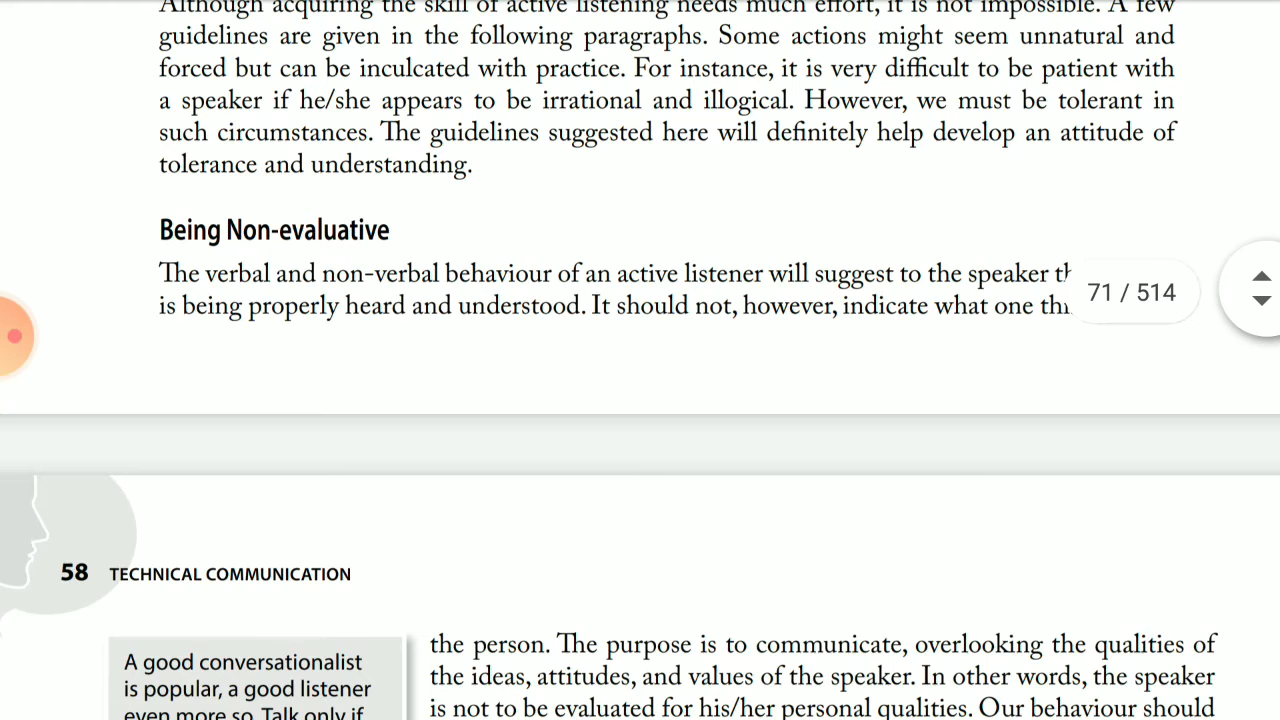 Although acquiring the skill of active listening needs much effort, it is not impossible. A few
guidelines are given in the following paragraphs. Some actions might seem unnatural and
forced but can be inculcated with practice. For instance, it is very difficult to be patient with
a speaker if he/she appears to be irrational and illogical. However, we must be tolerant in
such circumstances. The guidelines suggested here will definitely help develop an attitude of
tolerance and understanding.
Being Non-evaluative
The verbal and non-verbal behaviour of an active listener will suggest to the speaker
is being properly heard and understood. It should not, however, indicate what one
71 / 514
58 TECHNICAL COMMUNICATION
A good conversationalist
is popular, a good listener
even more so. Talk only if
the person. The purpose is to communicate, overlooking the qualities of
the ideas, attitudes, and values of the speaker. In other words, the speaker
is not to be evaluated for his/her personal qualities. Our behaviour should